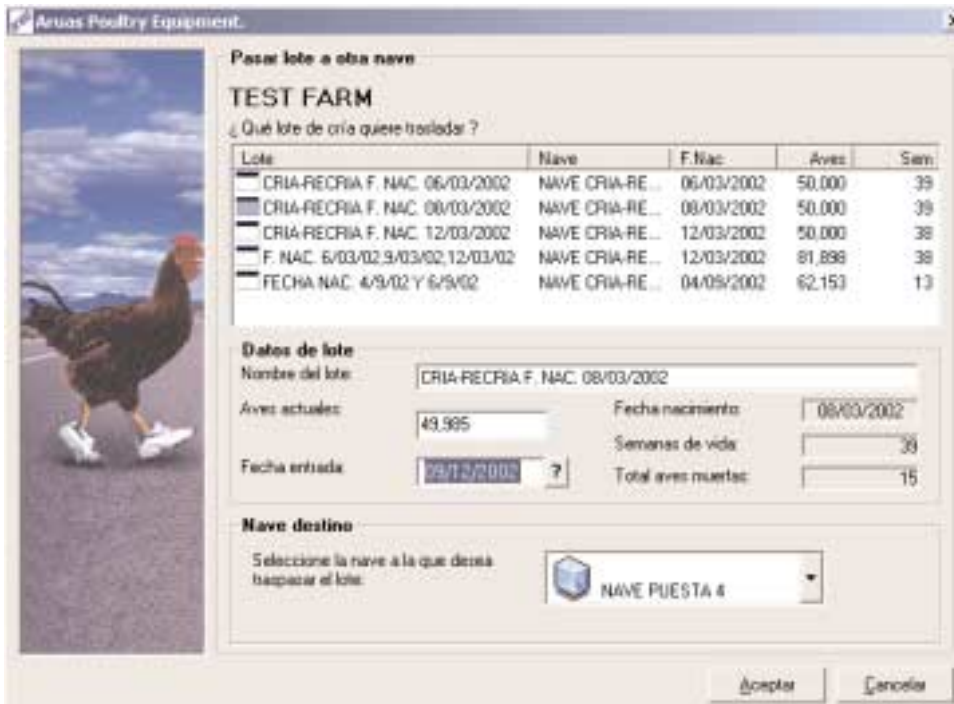 Aruas Poultry Equipment.
Pasar lote a otra nave
TEST FARM
¿ Qué lote de cría quiere trasladar ?
Lote Nave F.Nac Aves Sem
CRIA-RECRIA F. NAC. 06/03/2002 NAVE CRIA-RE... 06/03/2002 50,000 39
CRIA-RECRIA F. NAC. 08/03/2002 NAVE CRIA-RE... 08/03/2002 50,000 39
CRIA-RECRIA F. NAC. 12/03/2002 NAVE CRIA-RE... 12/03/2002 50,000 38
F. NAC. 6/03/02,9/03/02,12/03/02 NAVE CRIA-RE... 12/03/2002 81,898 38
FECHA NAC. 4/9/02 Y 6/9/02 NAVE CRIA-RE... 04/09/2002 62,153 13
Datos de lote
Nombre del lote: CRIA-RECRIA F. NAC. 08/03/2002
Aves actuales: 49,985 Fecha nacimiento: 08/03/2002
Semanas de vida: 39
Fecha entrada: 09/12/2002 ? Total aves muertas: 15
Nave destino
Seleccione la nave a la que desea
traspasar el lote:
NAVE PUESTA 4
Aceptar Cancelar